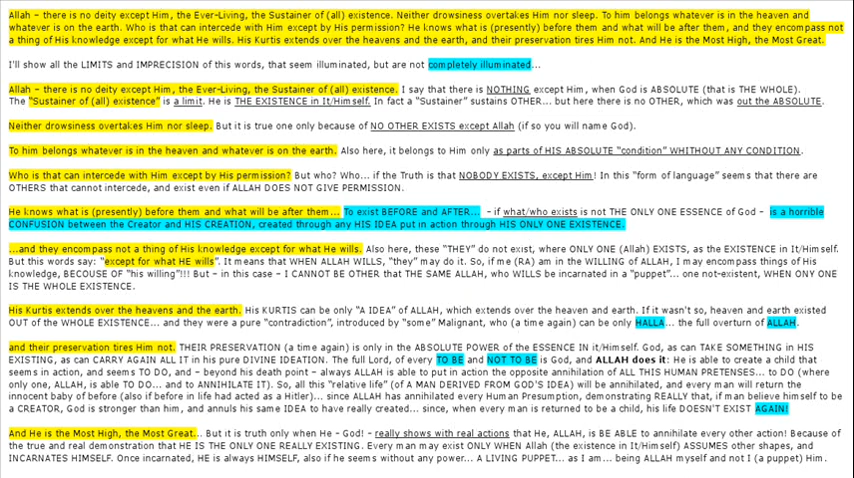 Allah – there is no deity except Him, the Ever-Living, the Sustainer of (all) existence. Neither drowsiness overtakes Him nor sleep. To him belongs whatever is in the heaven and
whatever is on the earth. Who is that can intercede with Him except by His permission? He knows what is (presently) before them and what will be after them, and they encompass not
a thing of His knowledge except for what He wills. His Kurtis extends over the heavens and the earth, and their preservation tires Him not. And He is the Most High, the Most Great.
I'll show all the LIMITS and IMPRECISION of this words, that seem illuminated, but are not completely illuminated...
Allah – there is no deity except Him, the Ever-Living, the Sustainer of (all) existence. I say that there is NOTHING except Him, when God is ABSOLUTE (that is THE WHOLE).
The "Sustainer of (all) existence" is a limit. He is THE EXISTENCE in It/Himself. In fact a "Sustainer" sustains OTHER... but here there is no OTHER, which was out the ABSOLUTE.
Neither drowsiness overtakes Him nor sleep. But it is true one only because of NO OTHER EXISTS except Allah (if so you will name God).
To him belongs whatever is in the heaven and whatever is on the earth. Also here, it belongs to Him only as parts of HIS ABSOLUTE "condition" WHITHOUT ANY CONDITION.
Who is that can intercede with Him except by His permission? But who? Who... if the Truth is that NOBODY EXISTS, except Him! In this "form of language" seems that there are
OTHERS that cannot intercede, and exist even if ALLAH DOES NOT GIVE PERMISSION.
He knows what is (presently) before them and what will be after them... To exist BEFORE and AFTER... – if what/who exists is not THE ONLY ONE ESSENCE of God – is a horrible
CONFUSION between the Creator and HIS CREATION, created through any HIS IDEA put in action through HIS ONLY ONE EXISTENCE.
...and they encompass not a thing of His knowledge except for what He wills. Also here, these "THEY" do not exist, where ONLY ONE (Allah) EXISTS, as the EXISTENCE in It/Himself.
But this words say: "except for what HE wills". It means that WHEN ALLAH WILLS, "they" may do it. So, if me (RA) am in the WILLING of ALLAH, I may encompass things of His
knowledge, BECOUSE OF "his willing"!!! But – in this case – I CANNOT BE OTHER that THE SAME ALLAH, who WILLS be incarnated in a "puppet"... one not-existent, WHEN ONY ONE
IS THE WHOLE EXISTENCE.
His Kurtis extends over the heavens and the earth. His KURTIS can be only "A IDEA" of ALLAH, which extends over the heaven and earth. If it wasn't so, heaven and earth existed
OUT of the WHOLE EXISTENCE... and they were a pure "contradiction", introduced by "some" Malignant, who (a time again) can be only HALLA... the full overturn of ALLAH.
and their preservation tires Him not. THEIR PRESERVATION (a time again) is only in the ABSOLUTE POWER of the ESSENCE IN it/Himself. God, as can TAKE SOMETHING in HIS
EXISTING, as can CARRY AGAIN ALL IT in his pure DIVINE IDEATION. The full Lord, of every TO BE and NOT TO BE is God, and ALLAH does it: He is able to create a child that
seems in action, and seems TO DO, and – beyond his death point – always ALLAH is able to put in action the opposite annihilation of ALL THIS HUMAN PRETENSES... to DO (where
only one, ALLAH, is able TO DO... and to ANNIHILATE IT). So, all this "relative life" (of A MAN DERIVED FROM GOD'S IDEA) will be annihilated, and every man will return the
innocent baby of before (also if before in life had acted as a Hitler)... since ALLAH has annihilated every Human Presumption, demonstrating REALLY that, if man believe himself to be
a CREATOR, God is stronger than him, and annuls his same IDEA to have really created... since, when every man is returned to be a child, his life DOESN'T EXIST AGAIN!
And He is the Most High, the Most Great... But it is truth only when He – God! – really shows with real actions that He, ALLAH, is BE ABLE to annihilate every other action! Because of
the true and real demonstration that HE IS THE ONLY ONE REALLY EXISTING. Every man may exist ONLY WHEN Allah (the existence in It/Himself) ASSUMES other shapes, and
INCARNATES HIMSELF. Once incarnated, HE is always HIMSELF, also if he seems without any power... A LIVING PUPPET... as I am... being ALLAH myself and not I (a puppet) Him.